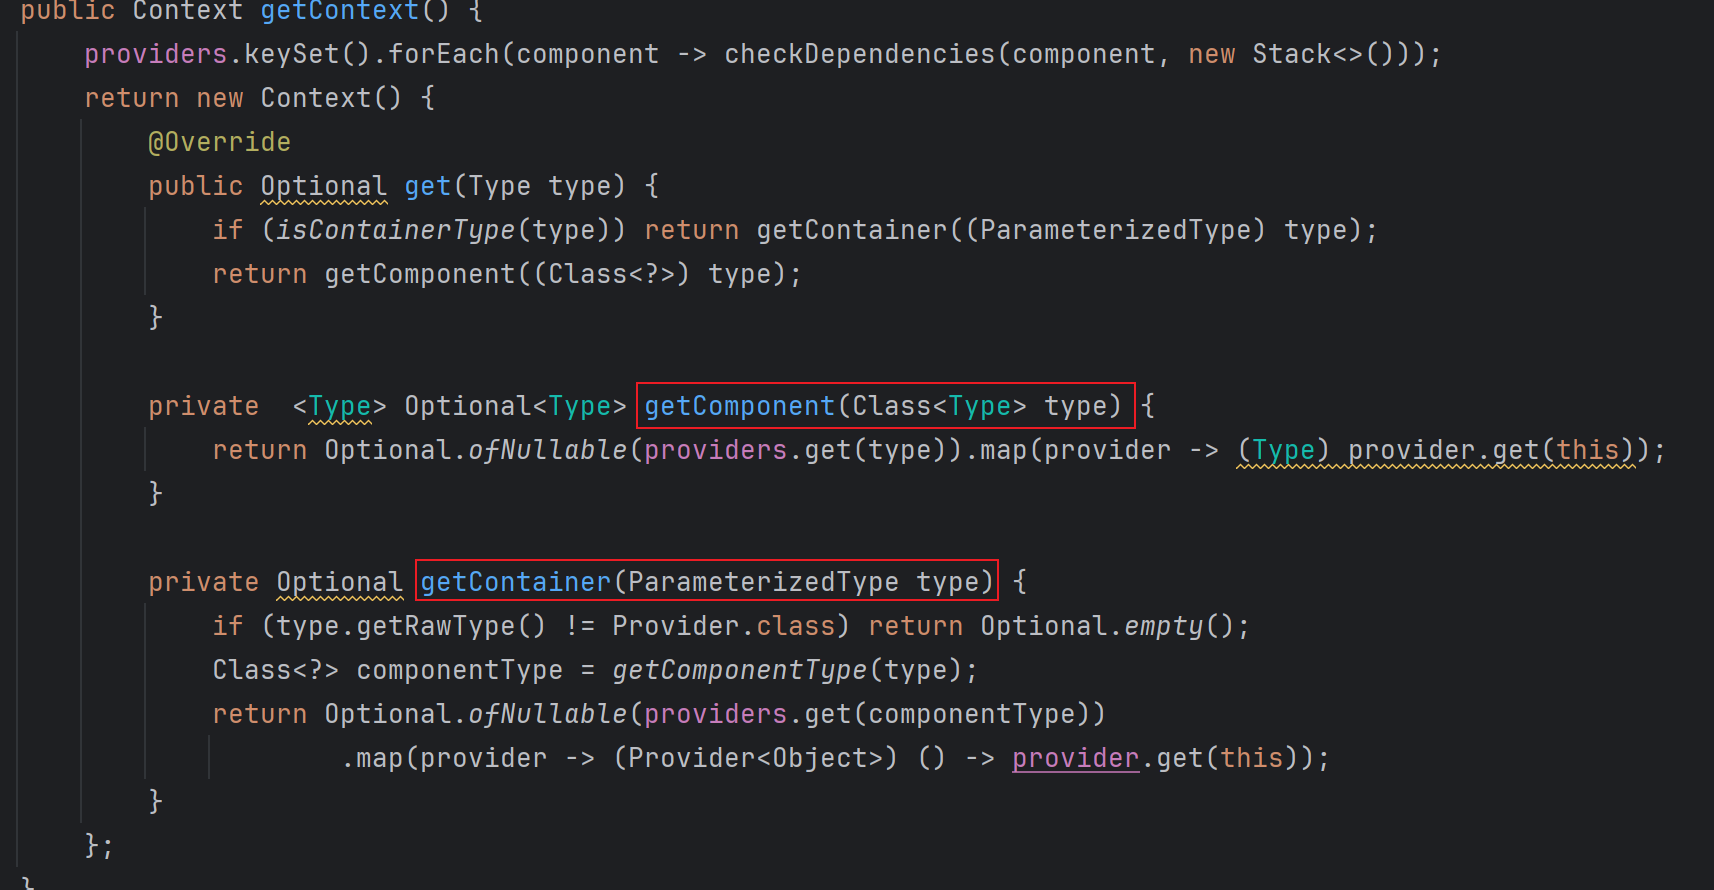 public Context getContext() {
providers.keySet().forEach(component -> checkDependencies(component, new Stack<>()));
return new Context() {
@Override
public Optional get(Type type) {
if (isContainerType(type)) return getContainer((ParameterizedType) type);
return getComponent((Class<?>) type);
}
private  <Type> Optional<Type> getComponent(Class<Type> type) {
return Optional.ofNullable(providers.get(type)).map(provider -> (Type) provider.get(this));
}
private Optional getContainer(ParameterizedType type) {
if (type.getRawType() != Provider.class) return Optional.empty();
Class<?> componentType = getComponentType(type);
return Optional.ofNullable(providers.get(componentType))
.map(provider -> (Provider<Object>) () -> provider.get(this));
}
};
}